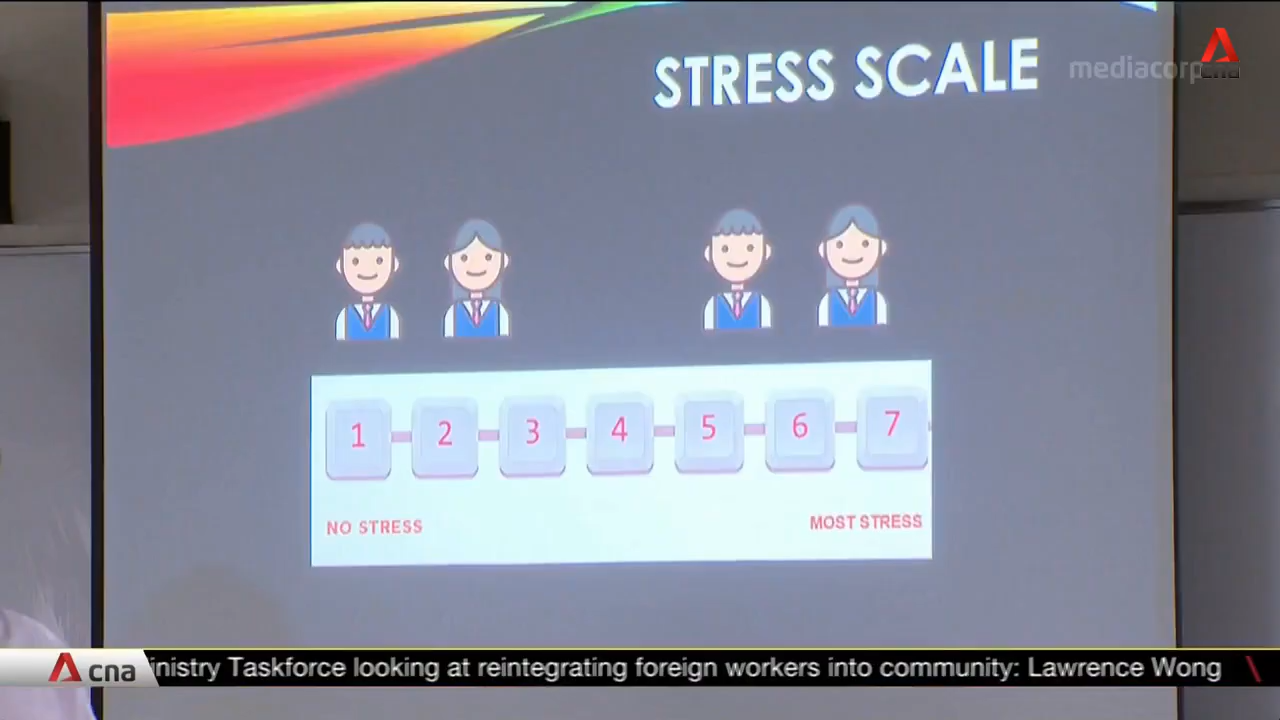 STRESS SCALE
mediacorp
cna
1 2 3 4 5 6 7
NO STRESS
MOST STRESS
cna
inistry Taskforce looking at reintegrating foreign workers into community: Lawrence Wong